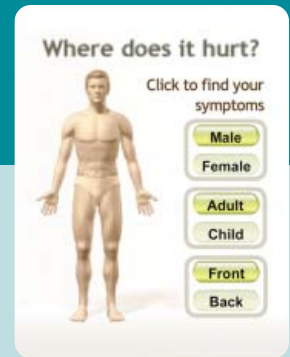 Where does it hurt?
Click to find your
symptoms
Male
Female
Adult
Child
Front
Back